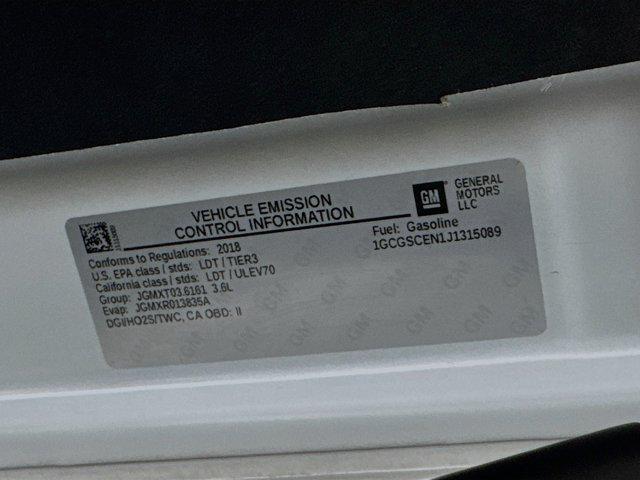 VEHICLE EMISSION
CONTROL INFORMATION
GM
GENERAL
MOTORS
LLC
Conforms to Regulations: 2018
U.S. EPA class / stds: LDT / TIER3
California class / stds: LDT / ULEV70
Group: JGMXT03.6161 3.6L
Evap: JGMXR013835A
DGI/HO2S/TWC, CA OBD: II
Fuel: Gasoline
1GCGSCEN1J1315089